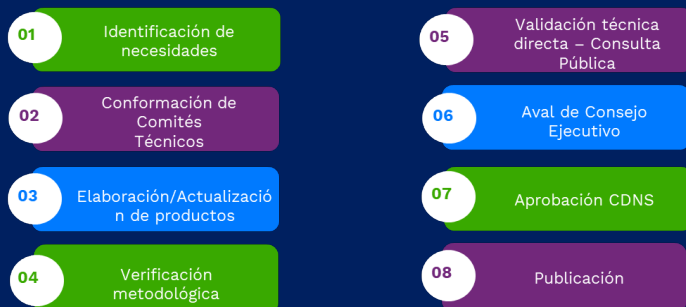 01
Identificación de
necesidades
02
Conformación de
Comités
Técnicos
03
Elaboración/Actualizació
n de productos
04
Verificación
metodológica
05
Validación técnica
directa – Consulta
Pública
06
Aval de Consejo
Ejecutivo
07
Aprobación CDNS
08
Publicación